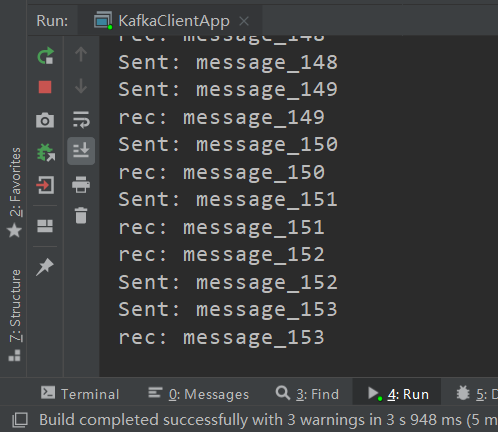 Run: KafkaClientApp
rec: message_148
Sent: message_148
Sent: message_149
rec: message_149
Sent: message_150
rec: message_150
Sent: message_151
rec: message_151
rec: message_152
Sent: message_152
Sent: message_153
rec: message_153
2: Favorites
7: Structure
Terminal 0: Messages 3: Find 4: Run 5: D
Build completed successfully with 3 warnings in 3 s 948 ms (5 m